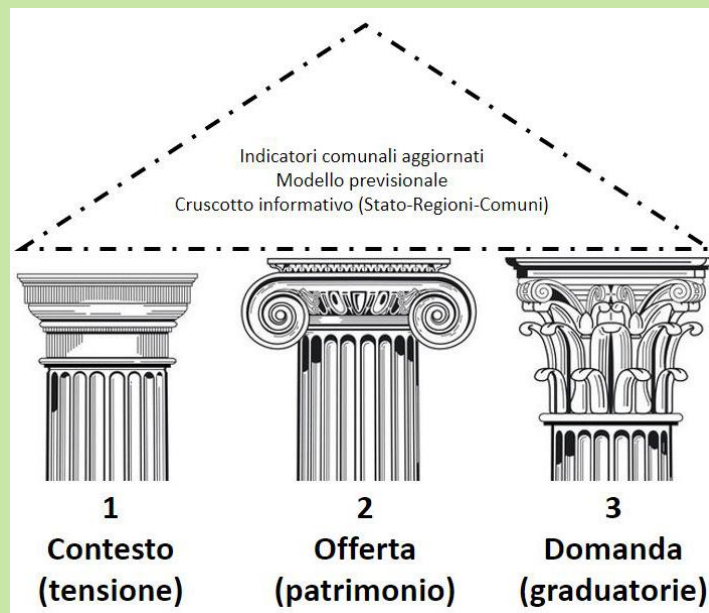 Indicatori comunali aggiornati
Modello previsionale
Cruscotto informativo (Stato-Regioni-Comuni)
1
Contesto
(tensione)
2
Offerta
(patrimonio)
3
Domanda
(graduatorie)